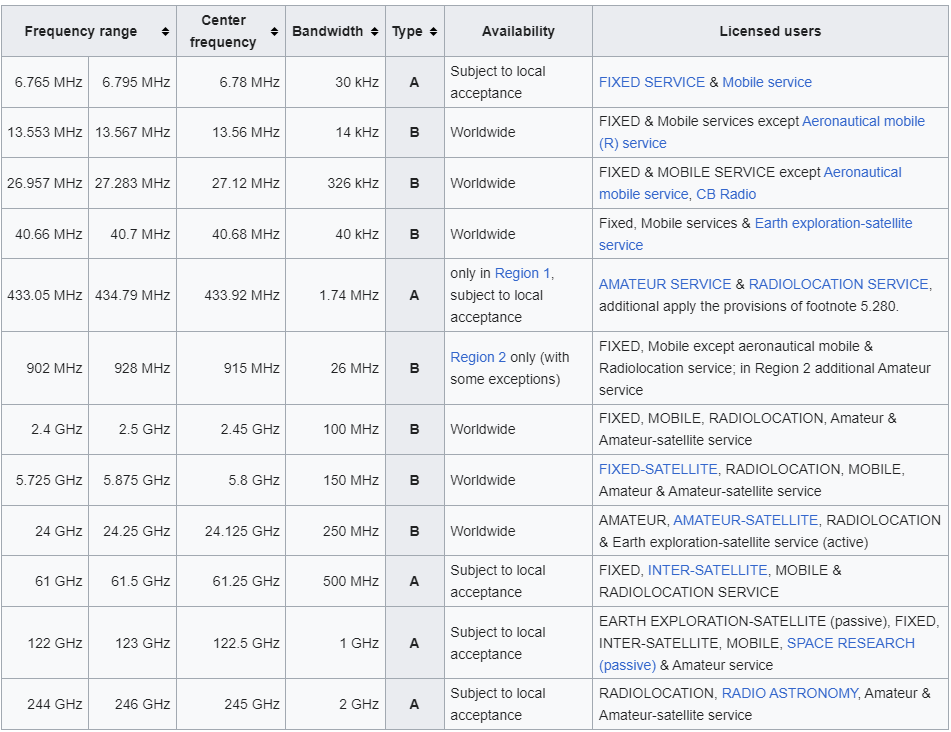 Frequency range Center frequency Bandwidth Type Availability Licensed users
6.765 MHz 6.795 MHz 6.78 MHz 30 kHz A Subject to local acceptance FIXED SERVICE & Mobile service
13.553 MHz 13.567 MHz 13.56 MHz 14 kHz B Worldwide FIXED & Mobile services except Aeronautical mobile (R) service
26.957 MHz 27.283 MHz 27.12 MHz 326 kHz B Worldwide FIXED & MOBILE SERVICE except Aeronautical mobile service, CB Radio
40.66 MHz 40.7 MHz 40.68 MHz 40 kHz B Worldwide Fixed, Mobile services & Earth exploration-satellite service
433.05 MHz 434.79 MHz 433.92 MHz 1.74 MHz A only in Region 1, subject to local acceptance AMATEUR SERVICE & RADIOLOCATION SERVICE, additional apply the provisions of footnote 5.280.
902 MHz 928 MHz 915 MHz 26 MHz B Region 2 only (with some exceptions) FIXED, Mobile except aeronautical mobile & Radiolocation service; in Region 2 additional Amateur service
2.4 GHz 2.5 GHz 2.45 GHz 100 MHz B Worldwide FIXED, MOBILE, RADIOLOCATION, Amateur & Amateur-satellite service
5.725 GHz 5.875 GHz 5.8 GHz 150 MHz B Worldwide FIXED-SATELLITE, RADIOLOCATION, MOBILE, Amateur & Amateur-satellite service
24 GHz 24.25 GHz 24.125 GHz 250 MHz B Worldwide AMATEUR, AMATEUR-SATELLITE, RADIOLOCATION & Earth exploration-satellite service (active)
61 GHz 61.5 GHz 61.25 GHz 500 MHz A Subject to local acceptance FIXED, INTER-SATELLITE, MOBILE & RADIOLOCATION SERVICE
122 GHz 123 GHz 122.5 GHz 1 GHz A Subject to local acceptance EARTH EXPLORATION-SATELLITE (passive), FIXED, INTER-SATELLITE, MOBILE, SPACE RESEARCH (passive) & Amateur service
244 GHz 246 GHz 245 GHz 2 GHz A Subject to local acceptance RADIOLOCATION, RADIO ASTRONOMY, Amateur & Amateur-satellite service